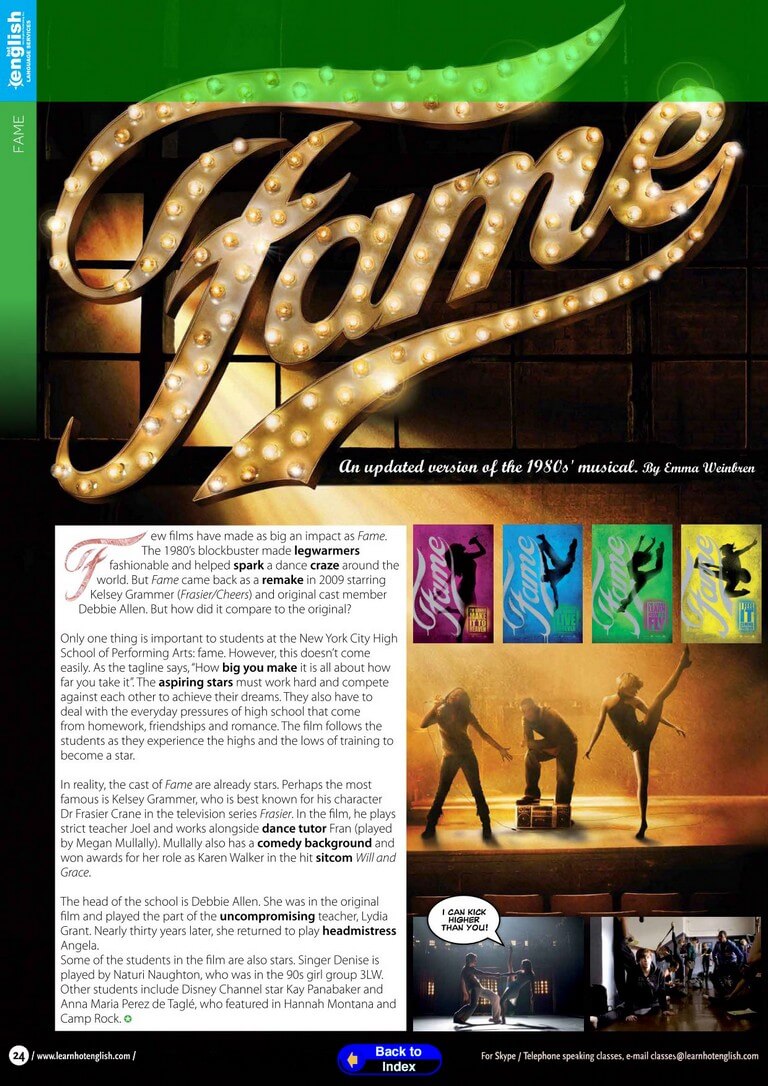 hot
english
LANGUAGE SERVICES
FAME
Fame
An updated version of the 1980s' musical. By Emma Weinbren
Few films have made as big an impact as Fame.
The 1980's blockbuster made legwarmers
fashionable and helped spark a dance craze around the
world. But Fame came back as a remake in 2009 starring
Kelsey Grammer (Frasier/Cheers) and original cast member
Debbie Allen. But how did it compare to the original?
Only one thing is important to students at the New York City High
School of Performing Arts: fame. However, this doesn't come
easily. As the tagline says, "How big you make it is all about how
far you take it". The aspiring stars must work hard and compete
against each other to achieve their dreams. They also have to
deal with the everyday pressures of high school that come
from homework, friendships and romance. The film follows the
students as they experience the highs and the lows of training to
become a star.
In reality, the cast of Fame are already stars. Perhaps the most
famous is Kelsey Grammer, who is best known for his character
Dr Frasier Crane in the television series Frasier. In the film, he plays
strict teacher Joel and works alongside dance tutor Fran (played
by Megan Mullally). Mullally also has a comedy background and
won awards for her role as Karen Walker in the hit sitcom Will and
Grace.
The head of the school is Debbie Allen. She was in the original
film and played the part of the uncompromising teacher, Lydia
Grant. Nearly thirty years later, she returned to play headmistress
Angela.
Some of the students in the film are also stars. Singer Denise is
played by Naturi Naughton, who was in the 90s girl group 3LW.
Other students include Disney Channel star Kay Panabaker and
Anna Maria Perez de Taglé, who featured in Hannah Montana and
Camp Rock.
Fame
MAKE
IT TO
HEAVEN
Fame
LIVE
Fame
LEARN
FLY
Fame
I CAN KICK
HIGHER
THAN YOU!
24 / www.learnhotenglish.com /
Back to
Index
For Skype / Telephone speaking classes, e-mail classes@learnhotenglish.com